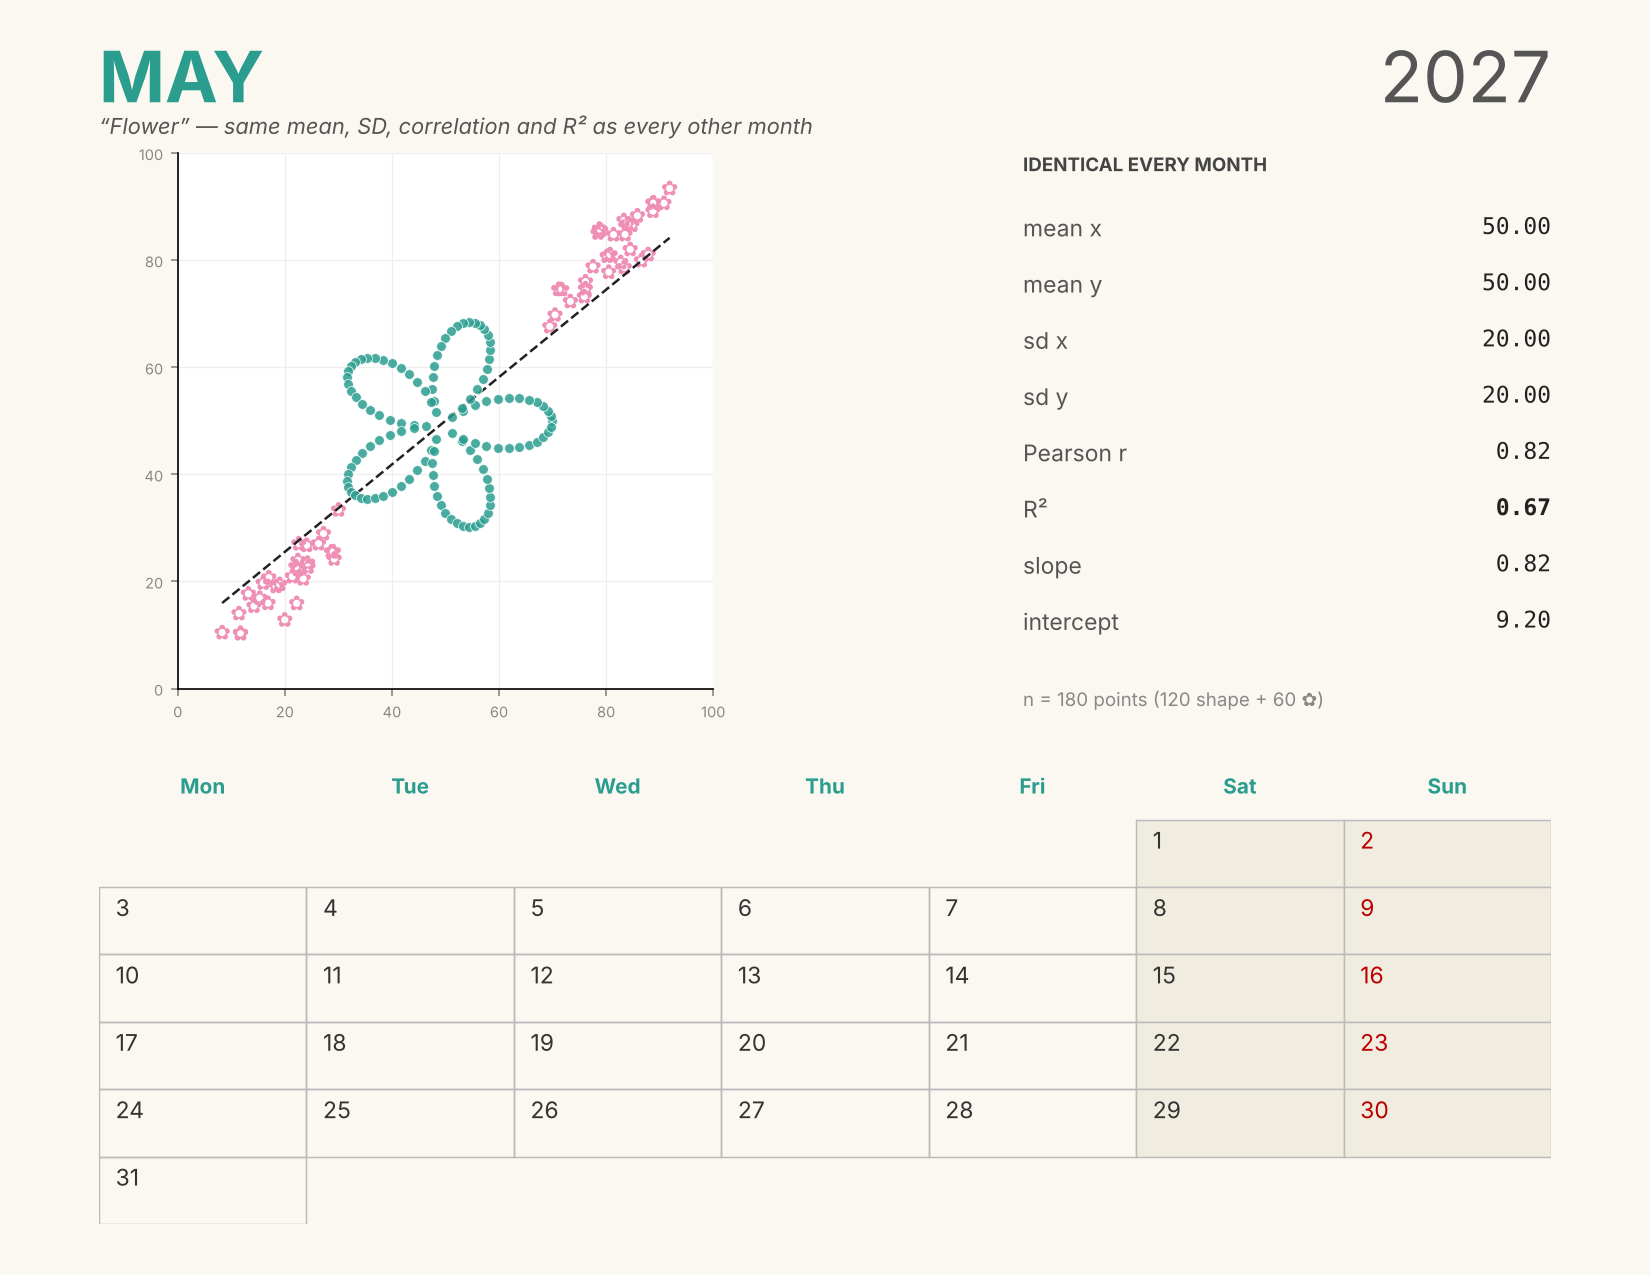 MAY 2027
“Flower” — same mean, SD, correlation and R² as every other month
100
80
60
40
20
0
0 20 40 60 80 100
IDENTICAL EVERY MONTH
mean x 50.00
mean y 50.00
sd x 20.00
sd y 20.00
Pearson r 0.82
R² 0.67
slope 0.82
intercept 9.20
n = 180 points (120 shape + 60 ✿)
Mon Tue Wed Thu Fri Sat Sun
1 2
3 4 5 6 7 8 9
10 11 12 13 14 15 16
17 18 19 20 21 22 23
24 25 26 27 28 29 30
31